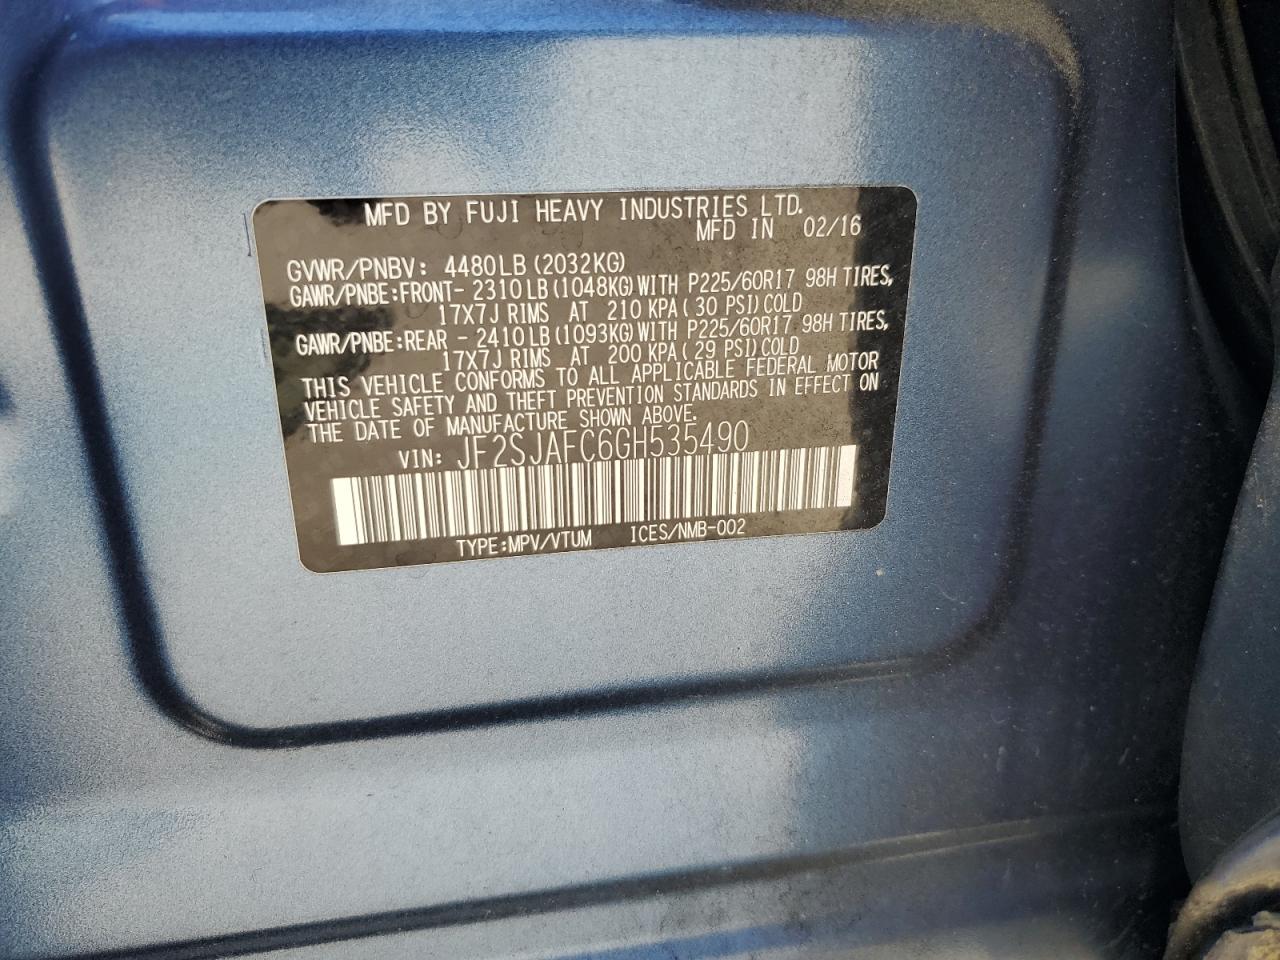 MFD BY FUJI HEAVY INDUSTRIES LTD.
MFD IN 02/16
GVWR/PNBV: 4480LB(2032KG)
GAWR/PNBE:FRONT- 2310LB(1048KG)WITH P225/60R17 98H TIRES,
17X7J RIMS AT 210 KPA(30 PSI)COLD
GAWR/PNBE:REAR - 2410LB(1093KG)WITH P225/60R17 98H TIRES,
17X7J RIMS AT 200 KPA(29 PSI)COLD
THIS VEHICLE CONFORMS TO ALL APPLICABLE FEDERAL MOTOR
VEHICLE SAFETY AND THEFT PREVENTION STANDARDS IN EFFECT ON
THE DATE OF MANUFACTURE SHOWN ABOVE.
VIN: JF2SJAFC6GH535490
TYPE:MPV/VTUM ICES/NMB-002